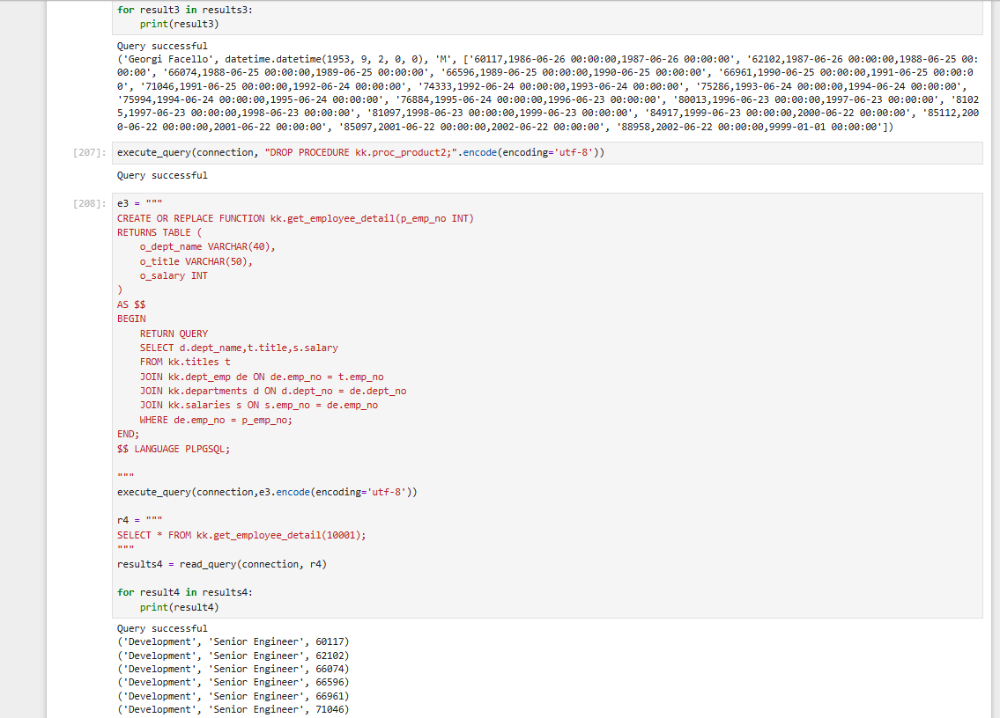 for result3 in results3:
    print(result3)
Query successful
('Georgi Facello', datetime.datetime(1953, 9, 2, 0, 0), 'M', ['60117,1986-06-26 00:00:00,1987-06-26 00:00:00', '62102,1987-06-26 00:00:00,1988-06-25 00:
00:00', '66074,1988-06-25 00:00:00,1989-06-25 00:00:00', '66596,1989-06-25 00:00:00,1990-06-25 00:00:00', '66961,1990-06-25 00:00:00,1991-06-25 00:00:0
0', '71046,1991-06-25 00:00:00,1992-06-24 00:00:00', '74333,1992-06-24 00:00:00,1993-06-24 00:00:00', '75286,1993-06-24 00:00:00,1994-06-24 00:00:00',
'75994,1994-06-24 00:00:00,1995-06-24 00:00:00', '76884,1995-06-24 00:00:00,1996-06-23 00:00:00', '80013,1996-06-23 00:00:00,1997-06-23 00:00:00', '8102
5,1997-06-23 00:00:00,1998-06-23 00:00:00', '81097,1998-06-23 00:00:00,1999-06-23 00:00:00', '84917,1999-06-23 00:00:00,2000-06-22 00:00:00', '85112,200
0-06-22 00:00:00,2001-06-22 00:00:00', '85097,2001-06-22 00:00:00,2002-06-22 00:00:00', '88958,2002-06-22 00:00:00,9999-01-01 00:00:00'])
[207]: execute_query(connection, "DROP PROCEDURE kk.proc_product2;".encode(encoding='utf-8'))
Query successful
[208]: e3 = """
CREATE OR REPLACE FUNCTION kk.get_employee_detail(p_emp_no INT)
RETURNS TABLE (
    o_dept_name VARCHAR(40),
    o_title VARCHAR(50),
    o_salary INT
)
AS $$
BEGIN
    RETURN QUERY
    SELECT d.dept_name,t.title,s.salary
    FROM kk.titles t
    JOIN kk.dept_emp de ON de.emp_no = t.emp_no
    JOIN kk.departments d ON d.dept_no = de.dept_no
    JOIN kk.salaries s ON s.emp_no = de.emp_no
    WHERE de.emp_no = p_emp_no;
END;
$$ LANGUAGE PLPGSQL;
"""
execute_query(connection,e3.encode(encoding='utf-8'))
r4 = """
SELECT * FROM kk.get_employee_detail(10001);
"""
results4 = read_query(connection, r4)
for result4 in results4:
    print(result4)
Query successful
('Development', 'Senior Engineer', 60117)
('Development', 'Senior Engineer', 62102)
('Development', 'Senior Engineer', 66074)
('Development', 'Senior Engineer', 66596)
('Development', 'Senior Engineer', 66961)
('Development', 'Senior Engineer', 71046)